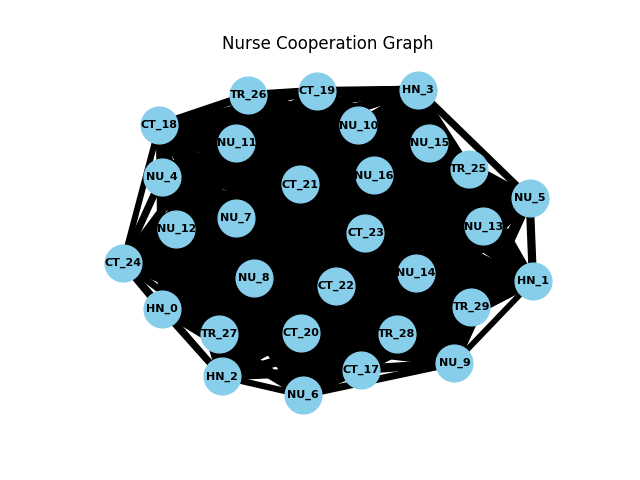 Nurse Cooperation Graph
CT_19
HN_3
TR_26
CT_18
NU_10
NU_11
NU_15
TR_25
NU_4
NU_16
CT_21
NU_5
NU_7
NU_13
NU_12
CT_23
CT_24
NU_14
NU_8
HN_1
CT_22
TR_29
HN_0
CT_20
TR_27
TR_28
NU_9
CT_17
HN_2
NU_6